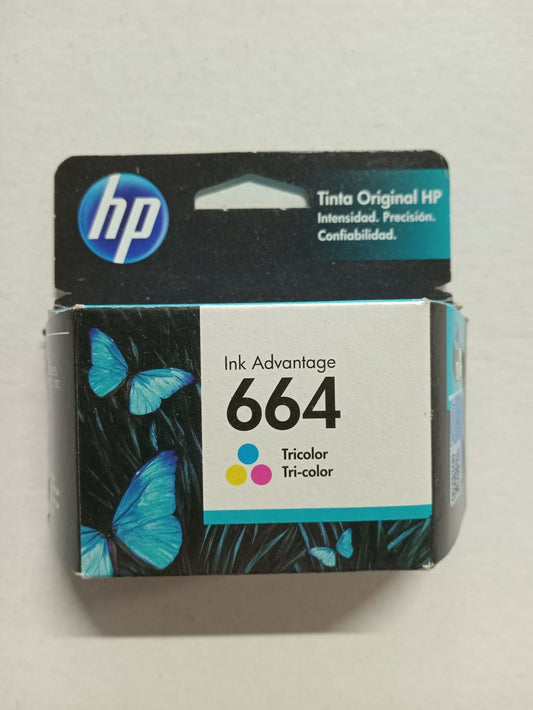 hp
Tinta Original HP
Intensidad. Precisión.
Confiabilidad.
Ink Advantage
664
Tricolor
Tri-color